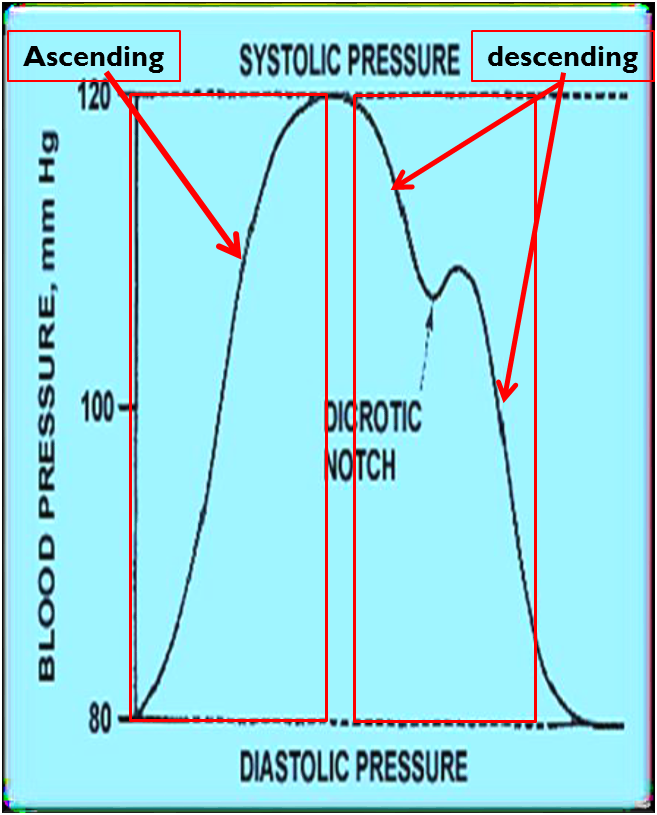 Ascending
SYSTOLIC PRESSURE
descending
120
BLOOD PRESSURE, mm Hg
100
DICROTIC
NOTCH
80
DIASTOLIC PRESSURE